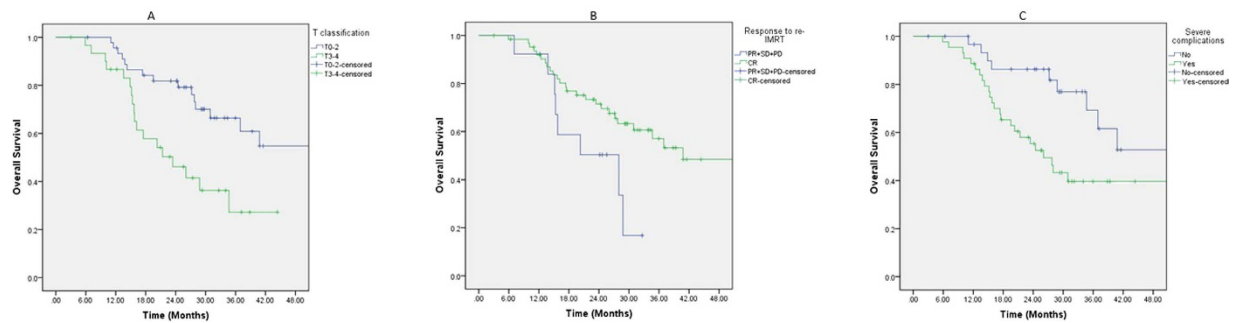 A
T classification
T0-2
T3-4
T0-2-censored
T3-4-censored
Overall Survival
1.0
0.8
0.6
0.4
0.2
0.0
.00 6.00 12.00 18.00 24.00 30.00 36.00 42.00 48.00
Time (Months)
B
Response to re-
IMRT
PR+SD+PD
CR
PR+SD+PD-censored
CR-censored
Overall Survival
1.0
0.8
0.6
0.4
0.2
0.0
.00 6.00 12.00 18.00 24.00 30.00 36.00 42.00 48.00
Time (Months)
C
Severe
complications
No
Yes
No-censored
Yes-censored
Overall Survival
1.0
0.8
0.6
0.4
0.2
0.0
.00 6.00 12.00 18.00 24.00 30.00 36.00 42.00 48.00
Time (Months)